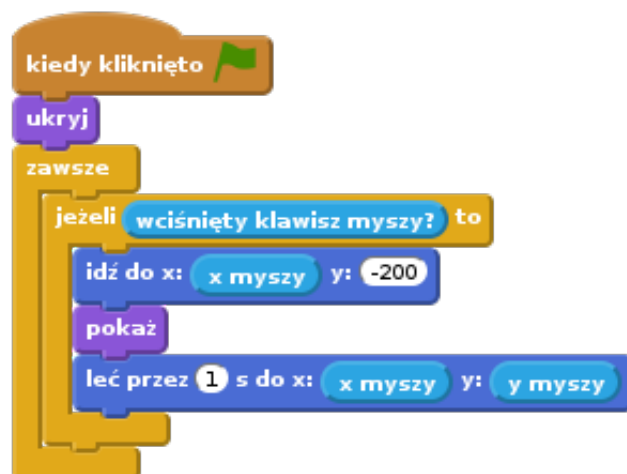 kiedy kliknięto
ukryj
zawsze
jeżeli wciśnięty klawisz myszy? to
idź do x: x myszy y: -200
pokaż
leć przez 1 s do x: x myszy y: y myszy